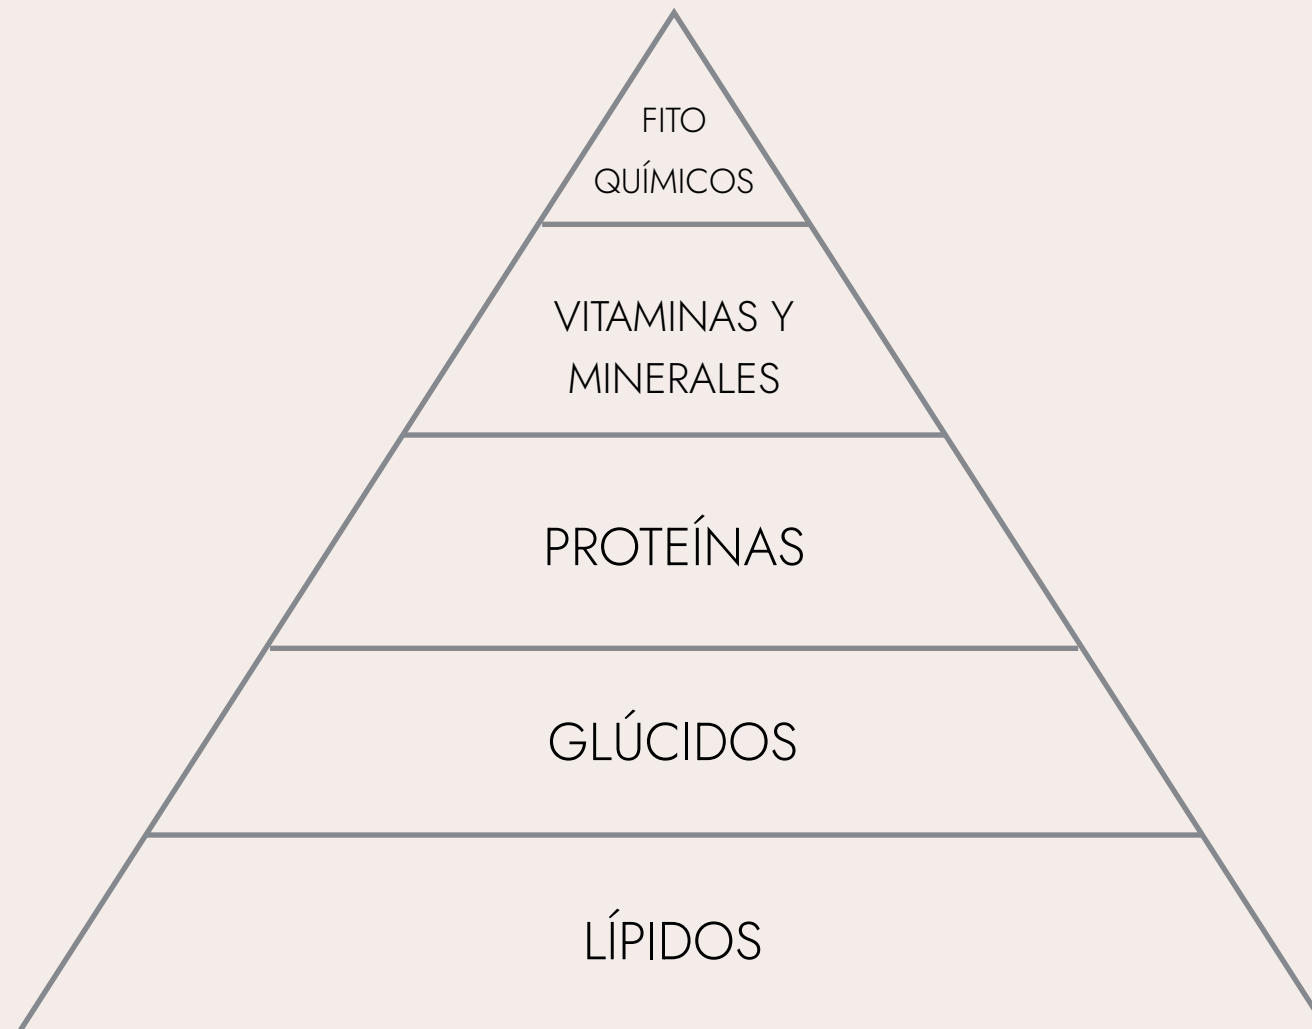 FITO
QUÍMICOS
VITAMINAS Y
MINERALES
PROTEÍNAS
GLÚCIDOS
LÍPIDOS